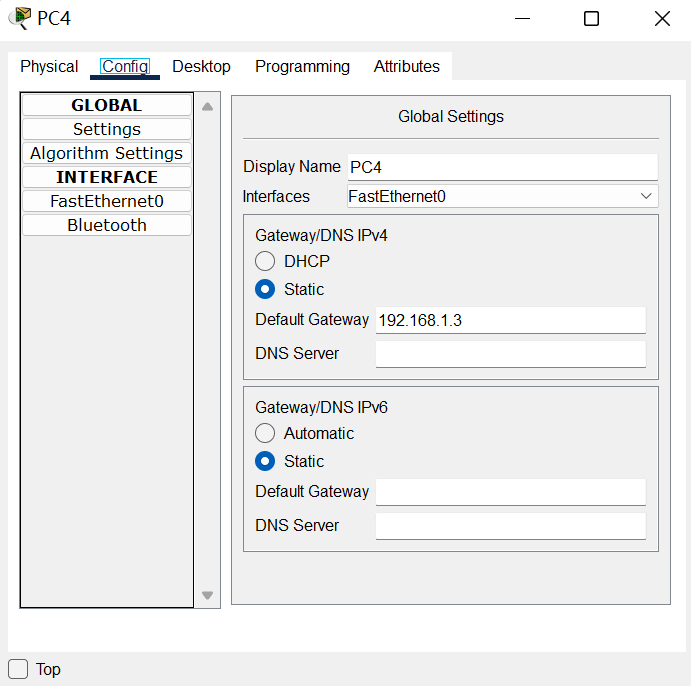 PC4
Physical Config Desktop Programming Attributes
GLOBAL
Settings
Algorithm Settings
INTERFACE
FastEthernet0
Bluetooth
Global Settings
Display Name PC4
Interfaces FastEthernet0
Gateway/DNS IPv4
DHCP
Static
Default Gateway 192.168.1.3
DNS Server
Gateway/DNS IPv6
Automatic
Static
Default Gateway
DNS Server
Top